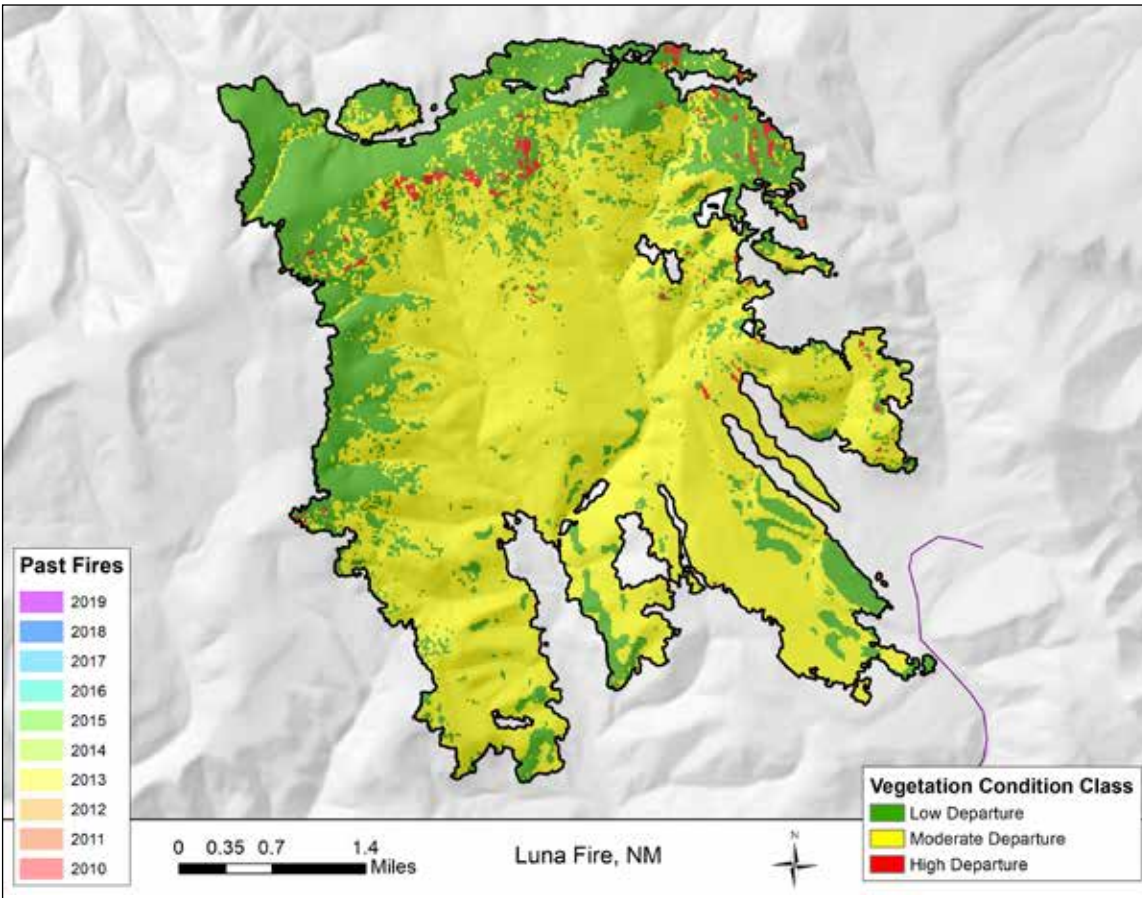 Past Fires
2019
2018
2017
2016
2015
2014
2013
2012
2011
2010
0 0.35 0.7 1.4
Miles
Luna Fire, NM
N
Vegetation Condition Class
Low Departure
Moderate Departure
High Departure